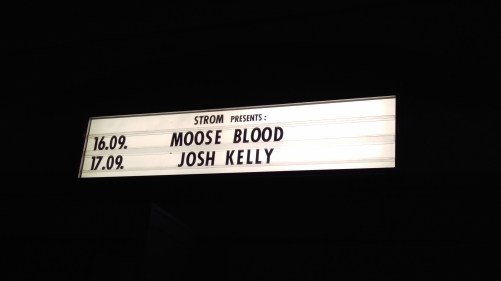 STROM PRESENTS:
16.09. MOOSE BLOOD
17.09. JOSH KELLY